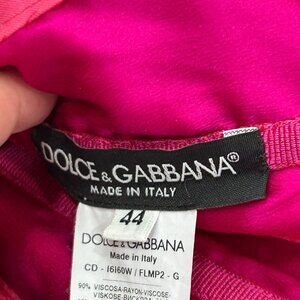 DOLCE & GABBANA®
MADE IN ITALY
44
DOLCE & GABBANA
Made in Italy
CD - I6I60W / FLMP2 - G
90% VISCOSA-RAYON-VISCOSE-